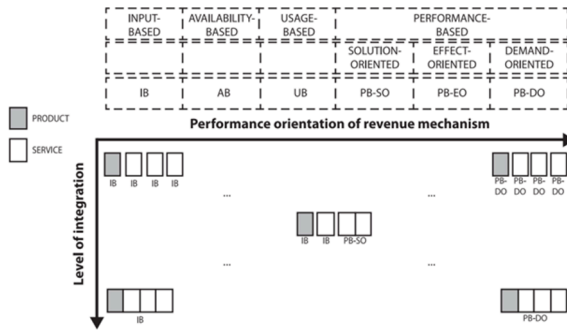 INPUT-BASED AVAILABILITY-BASED USAGE-BASED PERFORMANCE-BASED
SOLUTION-ORIENTED EFFECT-ORIENTED DEMAND-ORIENTED
IB AB UB PB-SO PB-EO PB-DO
PRODUCT
SERVICE
Performance orientation of revenue mechanism
Level of integration
IB IB IB IB
PB-DO PB-DO PB-DO PB-DO
... ...
IB IB PB-SO
... ...
IB PB-DO